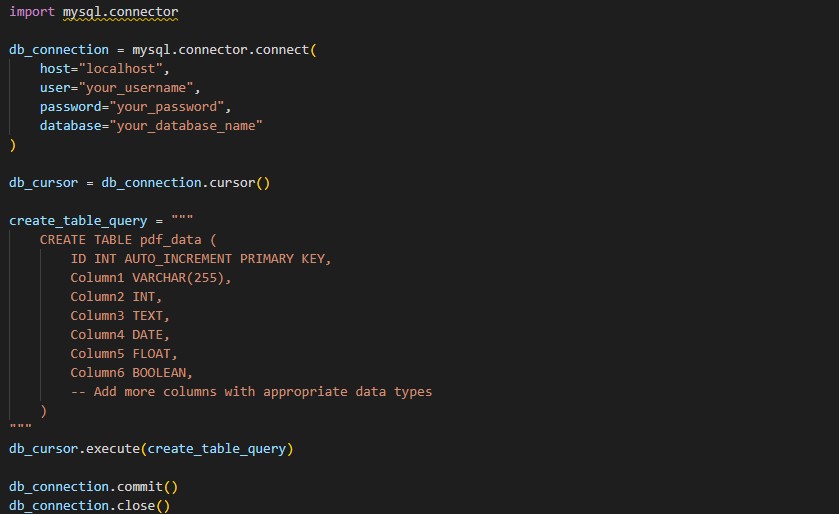 import mysql.connector
db_connection = mysql.connector.connect(
    host="localhost",
    user="your_username",
    password="your_password",
    database="your_database_name"
)
db_cursor = db_connection.cursor()
create_table_query = """
    CREATE TABLE pdf_data (
        ID INT AUTO_INCREMENT PRIMARY KEY,
        Column1 VARCHAR(255),
        Column2 INT,
        Column3 TEXT,
        Column4 DATE,
        Column5 FLOAT,
        Column6 BOOLEAN,
        -- Add more columns with appropriate data types
    )
"""
db_cursor.execute(create_table_query)
db_connection.commit()
db_connection.close()